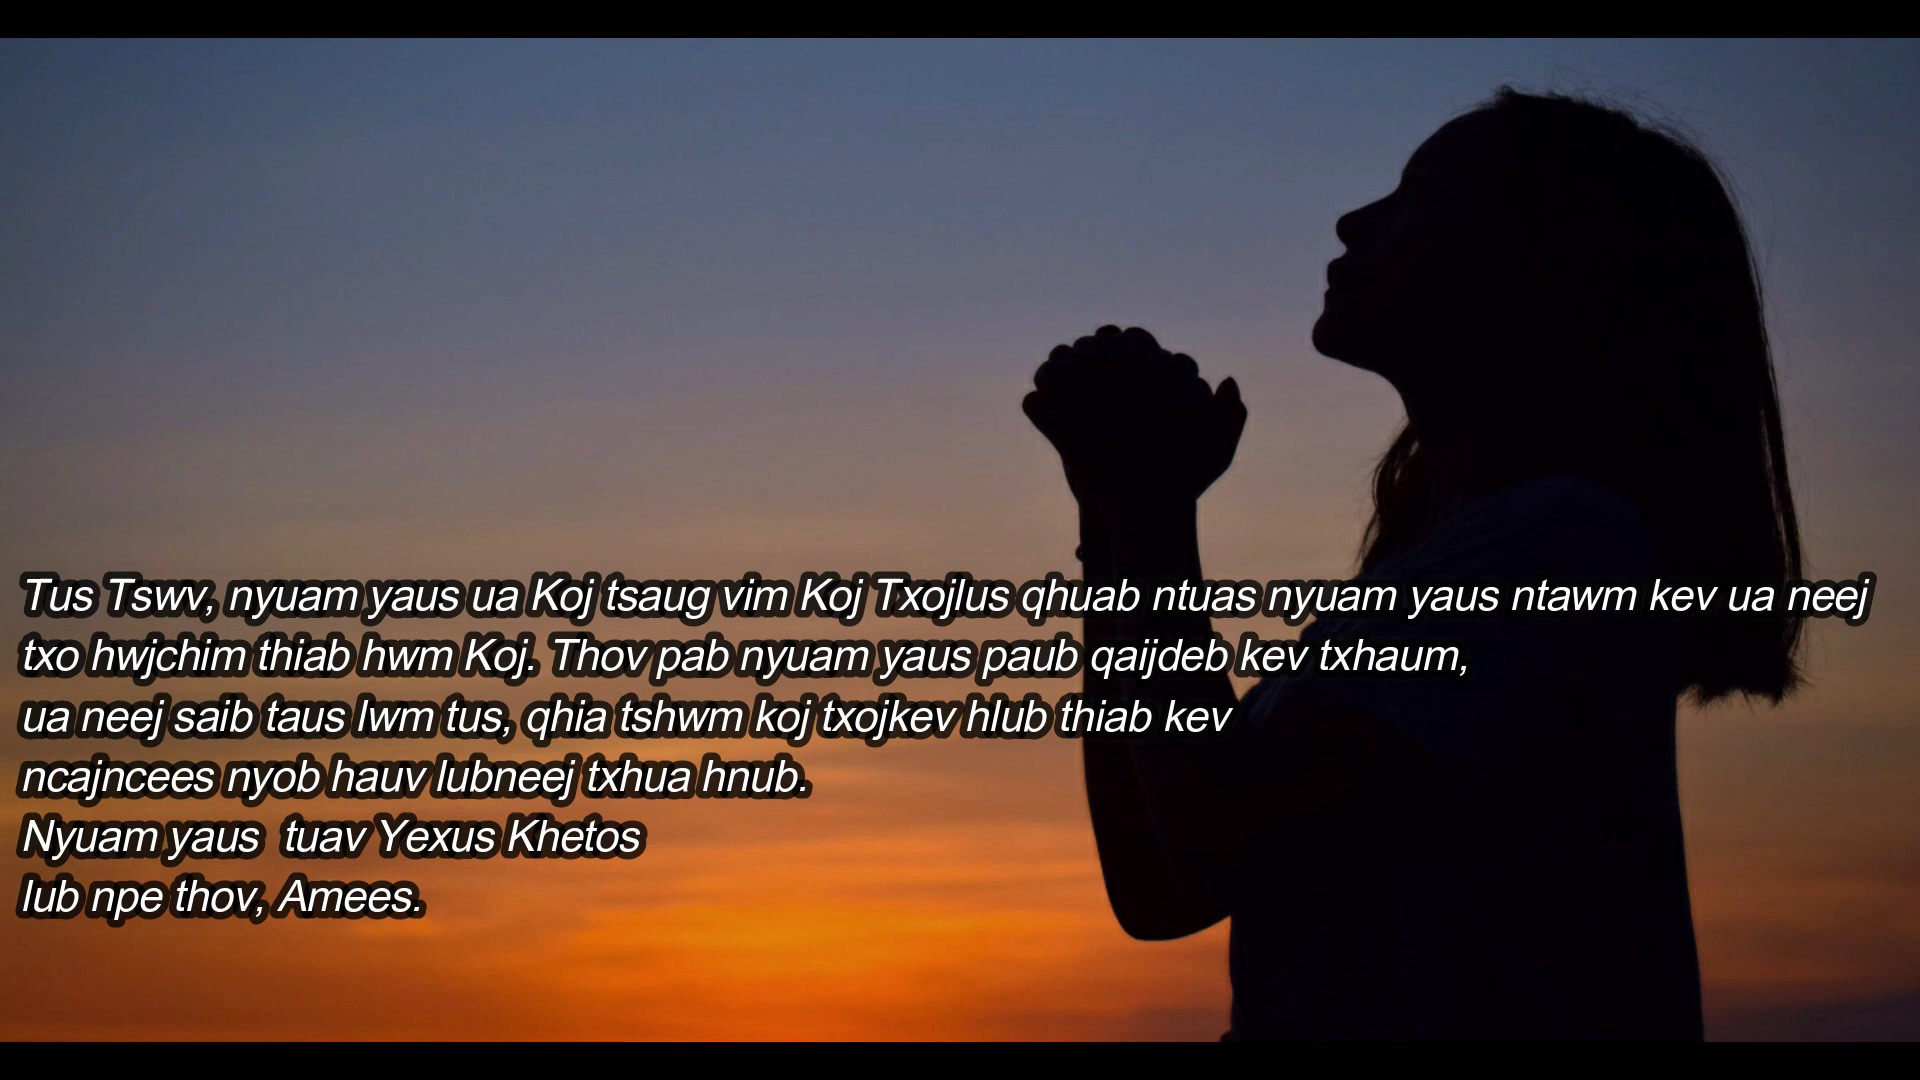 Tus Tswv, nyuam yaus ua Koj tsaug vim Koj Txojlus qhuab ntuas nyuam yaus ntawm kev ua neej
txo hwjchim thiab hwm Koj. Thov pab nyuam yaus paub qaijdeb kev txhaum,
ua neej saib taus lwm tus, qhia tshwm koj txojkev hlub thiab kev
ncajncees nyob hauv lubneej txhua hnub.
Nyuam yaus  tuav Yexus Khetos
lub npe thov, Amees.